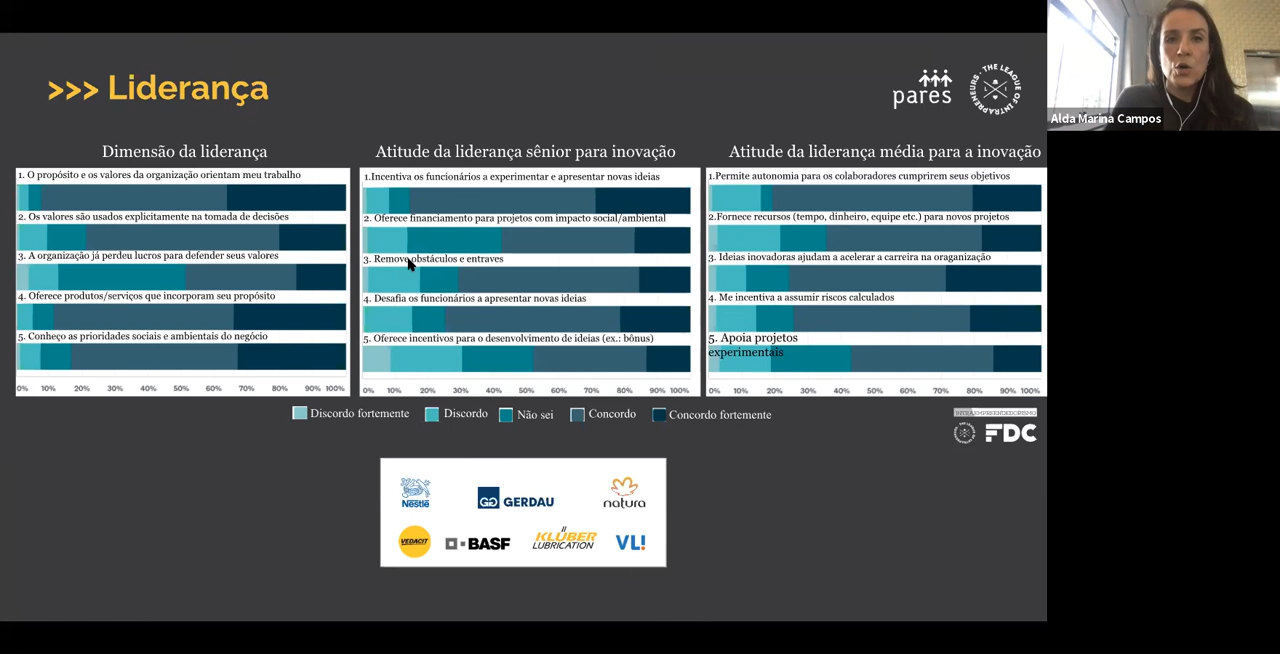 >>> Liderança
pares
THE LEAGUE OF INTRAPRENEURS
Alda Marina Campos
Dimensão da liderança
1. O propósito e os valores da organização orientam meu trabalho
2. Os valores são usados explicitamente na tomada de decisões
3. A organização já perdeu lucros para defender seus valores
4. Oferece produtos/serviços que incorporam seu propósito
5. Conheço as prioridades sociais e ambientais do negócio
0% 10% 20% 30% 40% 50% 60% 70% 80% 90% 100%
Atitude da liderança sênior para inovação
1.Incentiva os funcionários a experimentar e apresentar novas ideias
2. Oferece financiamento para projetos com impacto social/ambiental
3. Remove obstáculos e entraves
4. Desafia os funcionários a apresentar novas ideias
5. Oferece incentivos para o desenvolvimento de ideias (ex.: bônus)
0% 10% 20% 30% 40% 50% 60% 70% 80% 90% 100%
Atitude da liderança média para a inovação
1.Permite autonomia para os colaboradores cumprirem seus objetivos
2.Fornece recursos (tempo, dinheiro, equipe etc.) para novos projetos
3. Ideias inovadoras ajudam a acelerar a carreira na oraganização
4. Me incentiva a assumir riscos calculados
5. Apoia projetos
experimentais
0% 10% 20% 30% 40% 50% 60% 70% 80% 90% 100%
Discordo fortemente
Discordo
Não sei
Concordo
Concordo fortemente
INTRAEMPREENDEDORISMO
FDC
Nestlē
GG GERDAU
natura
VEDACIT
BASF
KLÜBER
LUBRICATION
VL!